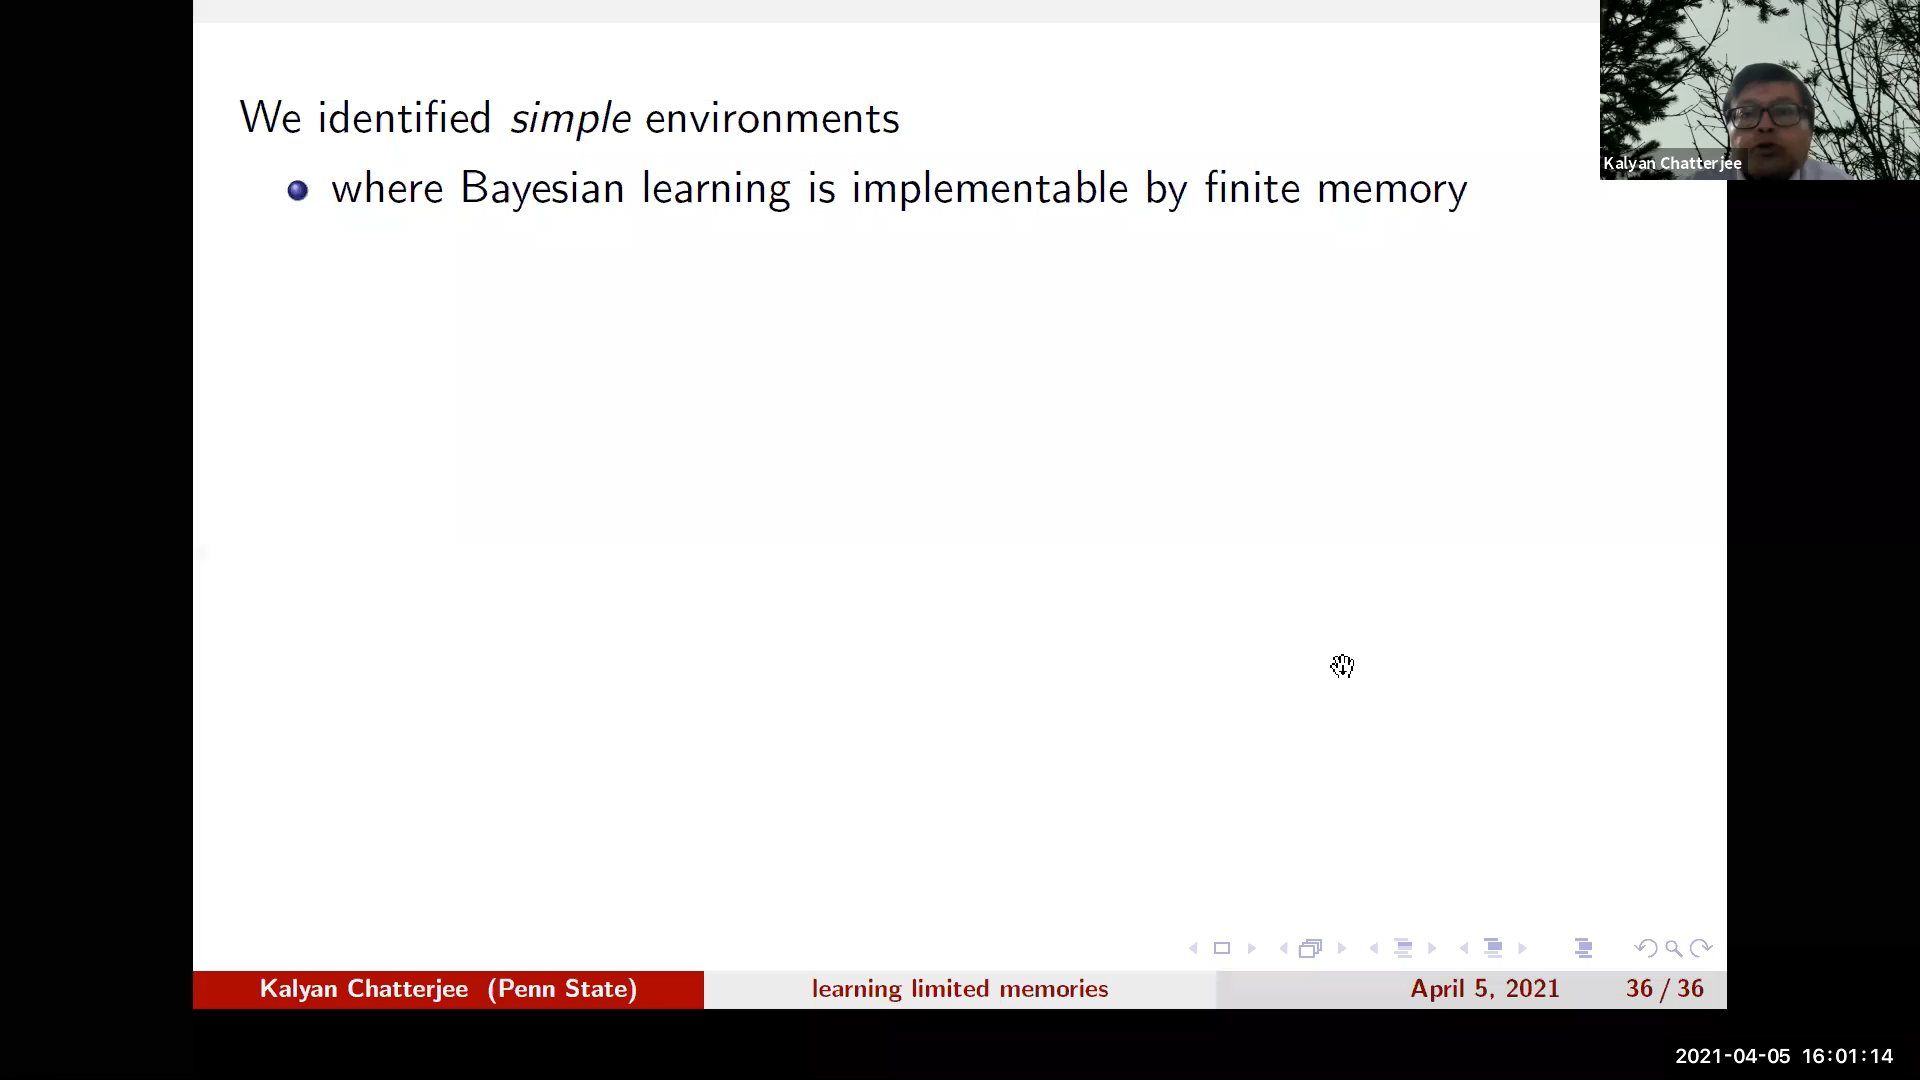 We identified simple environments
where Bayesian learning is implementable by finite memory
Kalyan Chatterjee
Kalyan Chatterjee (Penn State)
learning limited memories
April 5, 2021
36 / 36
2021-04-05 16:01:14